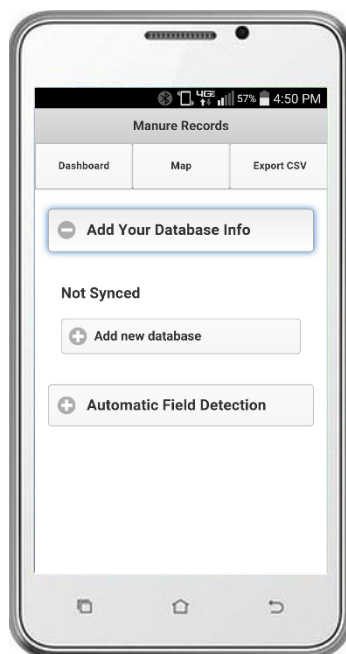 4G 57% 4:50 PM
Manure Records
Dashboard Map Export CSV
Add Your Database Info
Not Synced
Add new database
Automatic Field Detection